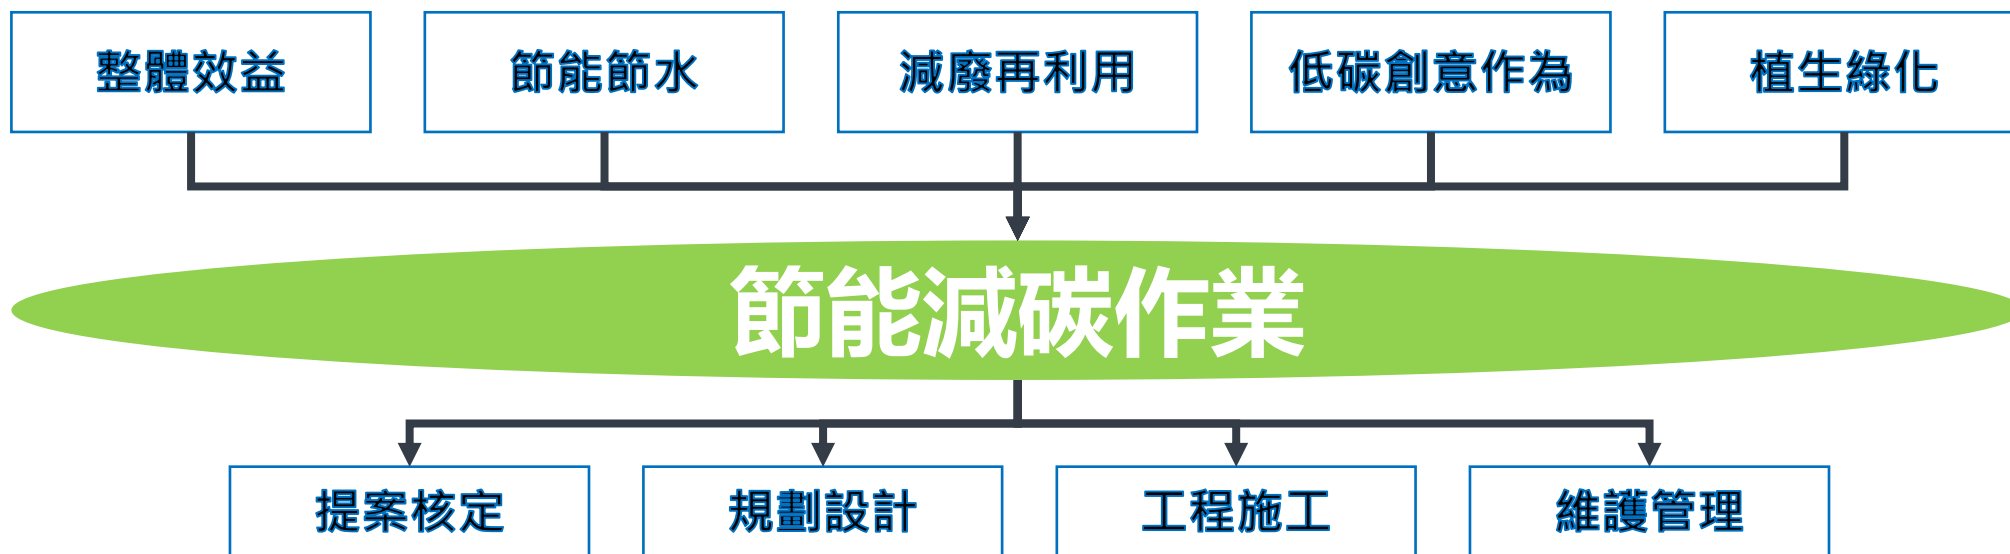 整體效益
節能節水
減廢再利用
低碳創意作為
植生綠化
節能減碳作業
提案核定
規劃設計
工程施工
維護管理